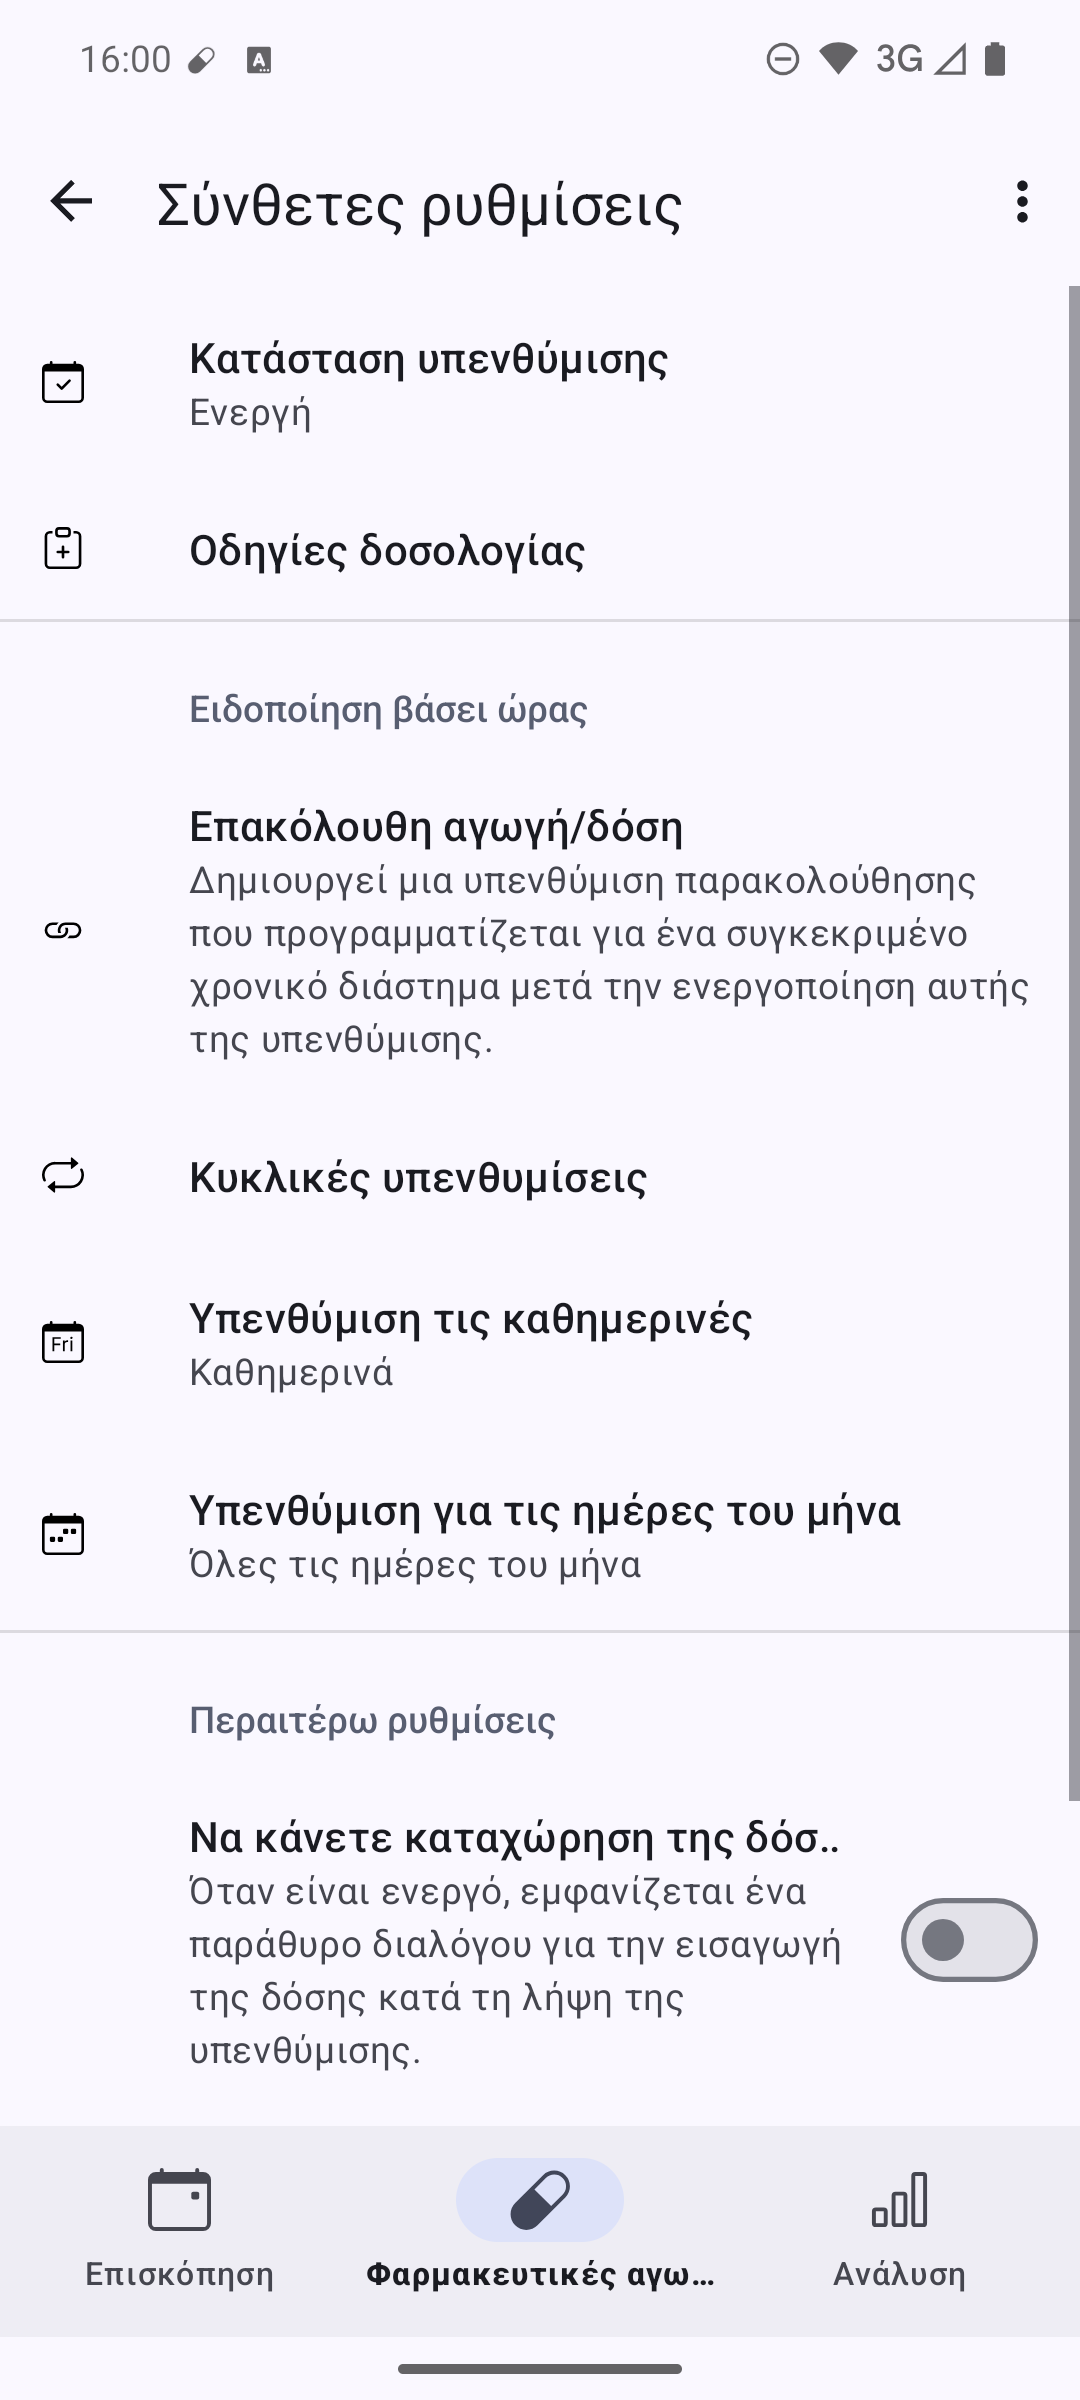 16:00
3G
Σύνθετες ρυθμίσεις
Κατάσταση υπενθύμισης
Ενεργή
Οδηγίες δοσολογίας
Ειδοποίηση βάσει ώρας
Επακόλουθη αγωγή/δόση
Δημιουργεί μια υπενθύμιση παρακολούθησης
που προγραμματίζεται για ένα συγκεκριμένο
χρονικό διάστημα μετά την ενεργοποίηση αυτής
της υπενθύμισης.
Κυκλικές υπενθυμίσεις
Fri
Υπενθύμιση τις καθημερινές
Καθημερινά
Υπενθύμιση για τις ημέρες του μήνα
Όλες τις ημέρες του μήνα
Περαιτέρω ρυθμίσεις
Να κάνετε καταχώρηση της δόσ..
Όταν είναι ενεργό, εμφανίζεται ένα
παράθυρο διαλόγου για την εισαγωγή
της δόσης κατά τη λήψη της
υπενθύμισης.
Επισκόπηση
Φαρμακευτικές αγω...
Ανάλυση